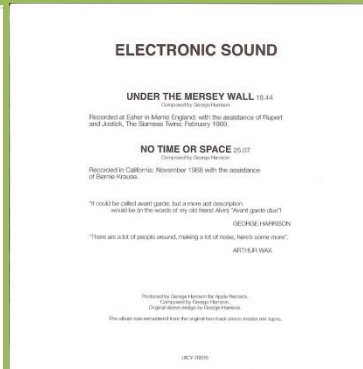 ELECTRONIC SOUND
UNDER THE MERSEY WALL 18.44
Composed by George Harrison
Recorded at Esher in Merrie England; with the assistance of Rupert
and Jostick, The Siamese Twins: February 1969.
NO TIME OR SPACE 25.07
Composed by George Harrison
Recorded in California: November 1968 with the assistance
of Bernie Krause.
"It could be called avant garde, but a more apt description
would be (in the words of my old friend Alvin) "Avant garde clue"!
GEORGE HARRISON
"There are a lot of people around, making a lot of noise, here's some more".
ARTHUR WAX
Produced by George Harrison for Apple Records.
Composed by George Harrison.
Original sleeve design by George Harrison.
This album was remastered from the original two-track stereo master mix tapes.